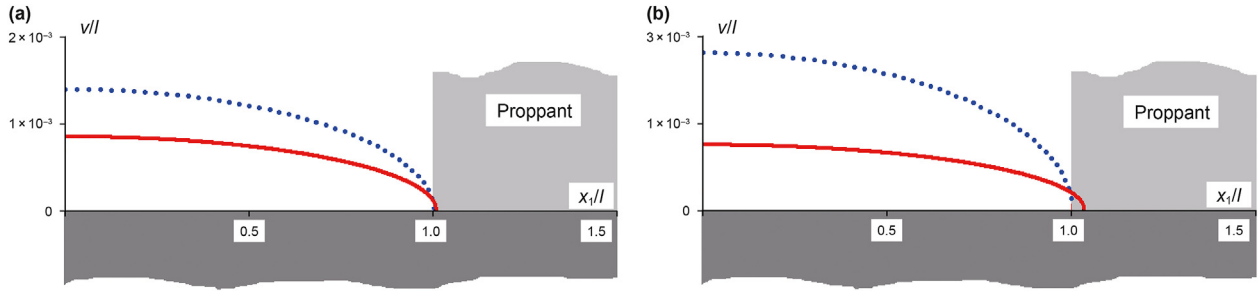 (a)
v/l
2 × 10⁻³
1 × 10⁻³
0
0.5
1.0
1.5
x₁/l
Proppant
(b)
v/l
3 × 10⁻³
1 × 10⁻³
0
0.5
1.0
1.5
x₁/l
Proppant